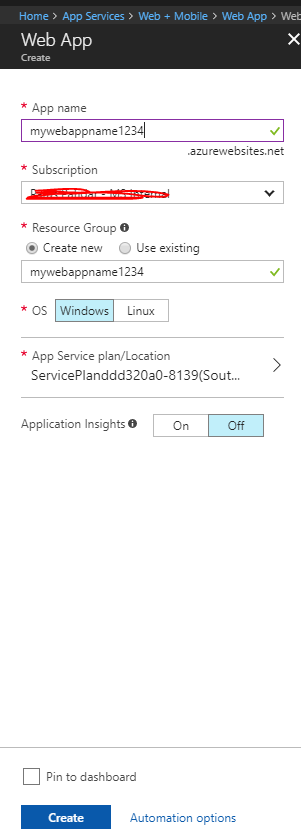 Home > App Services > Web + Mobile > Web App > Web
Web App
Create
* App name
mywebappname1234
.azurewebsites.net
* Subscription
* Resource Group
Create new Use existing
mywebappname1234
* OS Windows Linux
* App Service plan/Location
ServicePlanddd320a0-8139(Sout...
Application Insights On Off
Pin to dashboard
Create Automation options